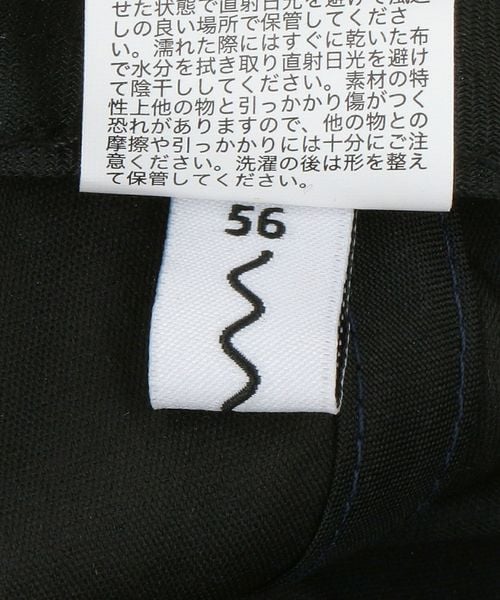 せた状態で直射日光を避けて風通
しの良い場所で保管してくださ
い。濡れた際にはすぐに乾いた布
で水分を拭き取り直射日光を避け
て陰干ししてください。素材の特
性上他の物と引っかかり傷がつく
恐れがありますので、他の物との
摩擦や引っかかりには十分にご注
意ください。洗濯の後は形を整え
て保管してください。
56